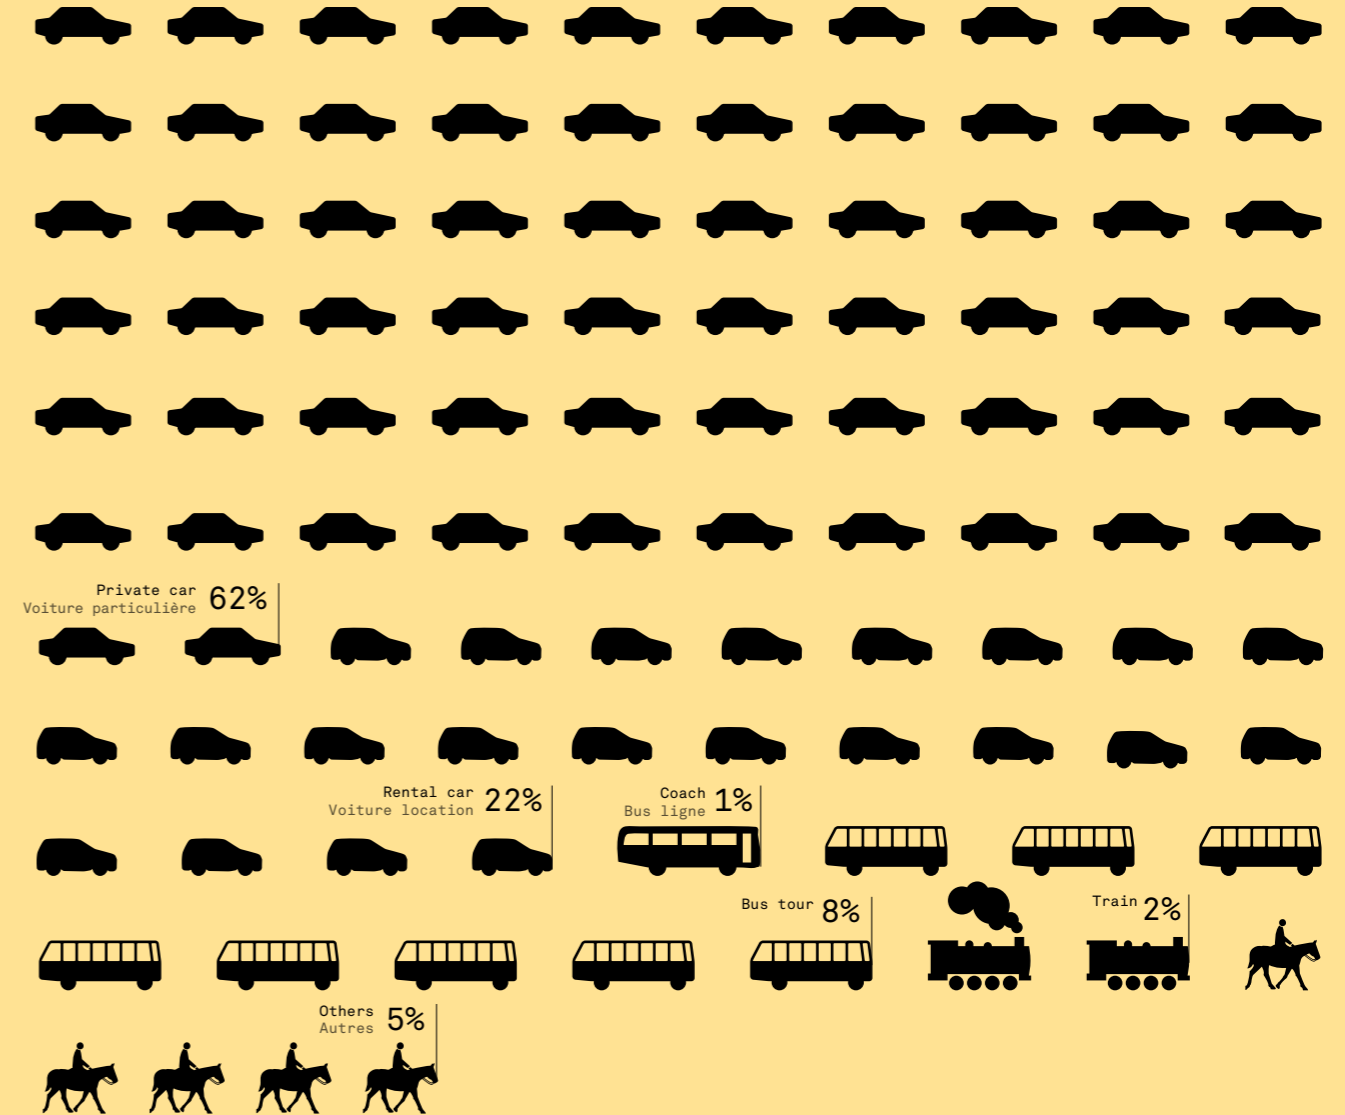 Private car
Voiture particulière
62%
Rental car
Voiture location
22%
Coach
Bus ligne
1%
Bus tour 8%
Train 2%
Others
Autres
5%